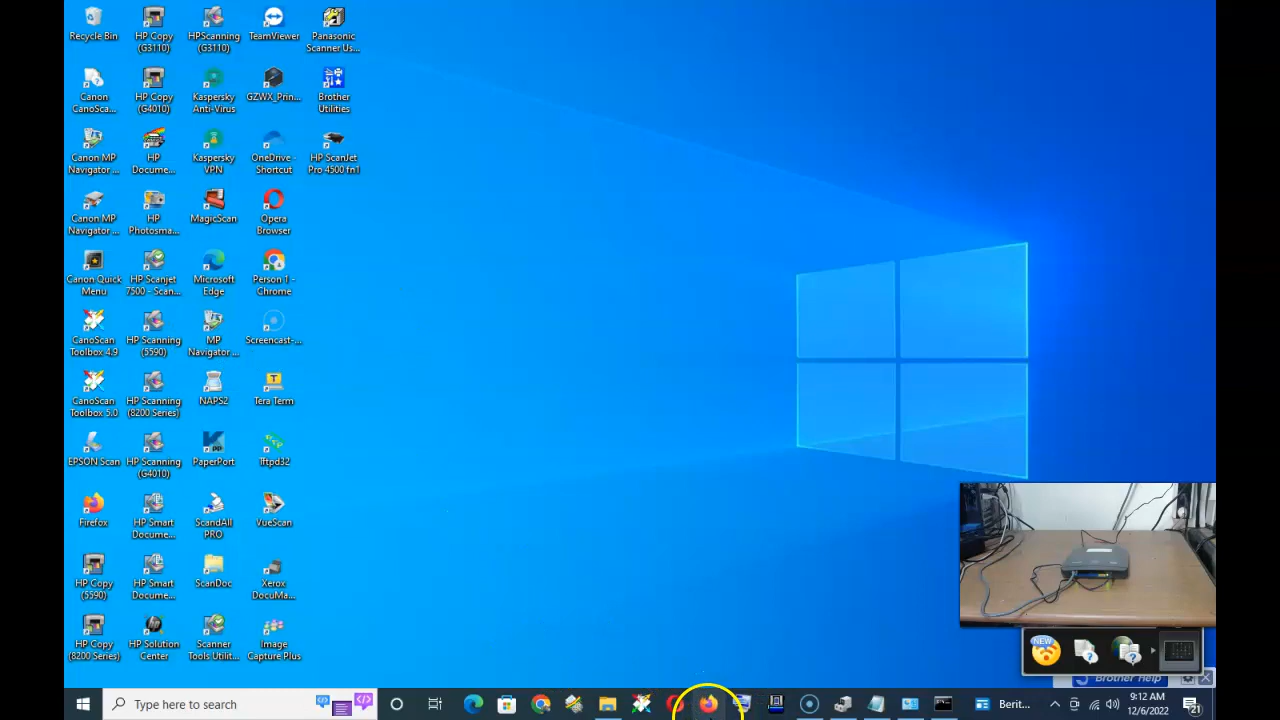 Recycle Bin
HP Copy
(G3110)
HPScanning
(G3110)
TeamViewer
Panasonic
Scanner Us...
Canon
CanoSca...
HP Copy
(G4010)
Kaspersky
Anti-Virus
GZWX_Prin...
Brother
Utilities
Canon MP
Navigator ...
HP
Docume...
Kaspersky
VPN
OneDrive -
Shortcut
HP ScanJet
Pro 4500 fn1
Canon MP
Navigator ...
HP
Photosma...
MagicScan
Opera
Browser
Canon Quick
Menu
HP Scanjet
7500 - Scan...
Microsoft
Edge
Person 1 -
Chrome
CanoScan
Toolbox 4.9
HP Scanning
(5590)
MP
Navigator ...
Screencast-...
CanoScan
Toolbox 5.0
HP Scanning
(8200 Series)
NAPS2
Tera Term
EPSON Scan
HP Scanning
(G4010)
PaperPort
Tftpd32
Firefox
HP Smart
Docume...
ScandAll
PRO
VueScan
HP Copy
(5590)
HP Smart
Docume...
ScanDoc
Xerox
DocuMa...
HP Copy
(8200 Series)
HP Solution
Center
Scanner
Tools Utilit...
Image
Capture Plus
NEW
Brother Help
Type here to search
Berit...
9:12 AM
12/6/2022
21